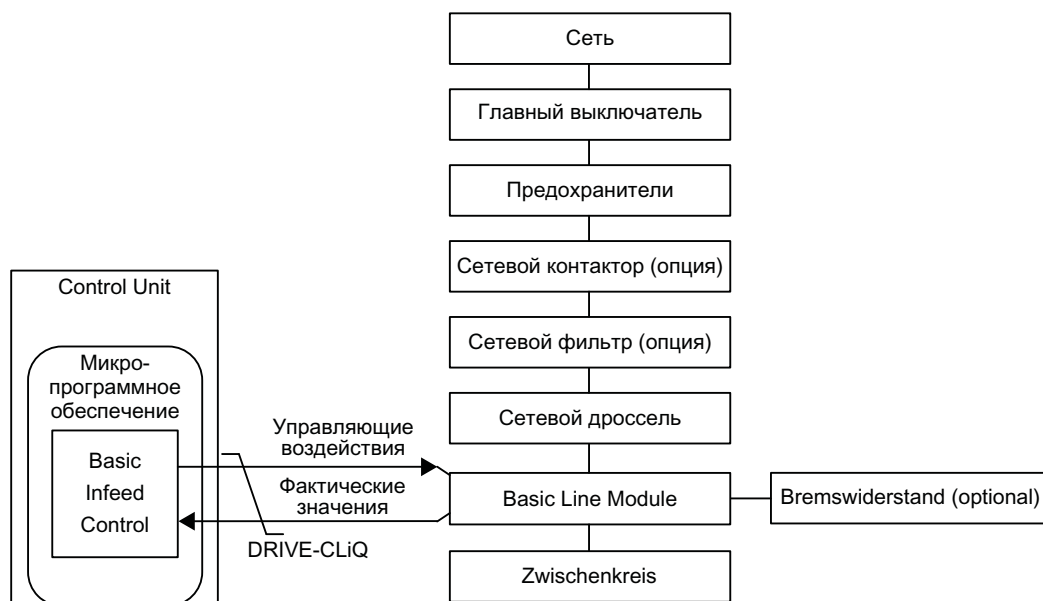 Сеть
Главный выключатель
Предохранители
Сетевой контактор (опция)
Сетевой фильтр (опция)
Сетевой дроссель
Basic Line Module
Bremswiderstand (optional)
Zwischenkreis
Control Unit
Микро-
программное
обеспечение
Basic
Infeed
Control
Управляющие
воздействия
Фактические
значения
DRIVE-CLiQ